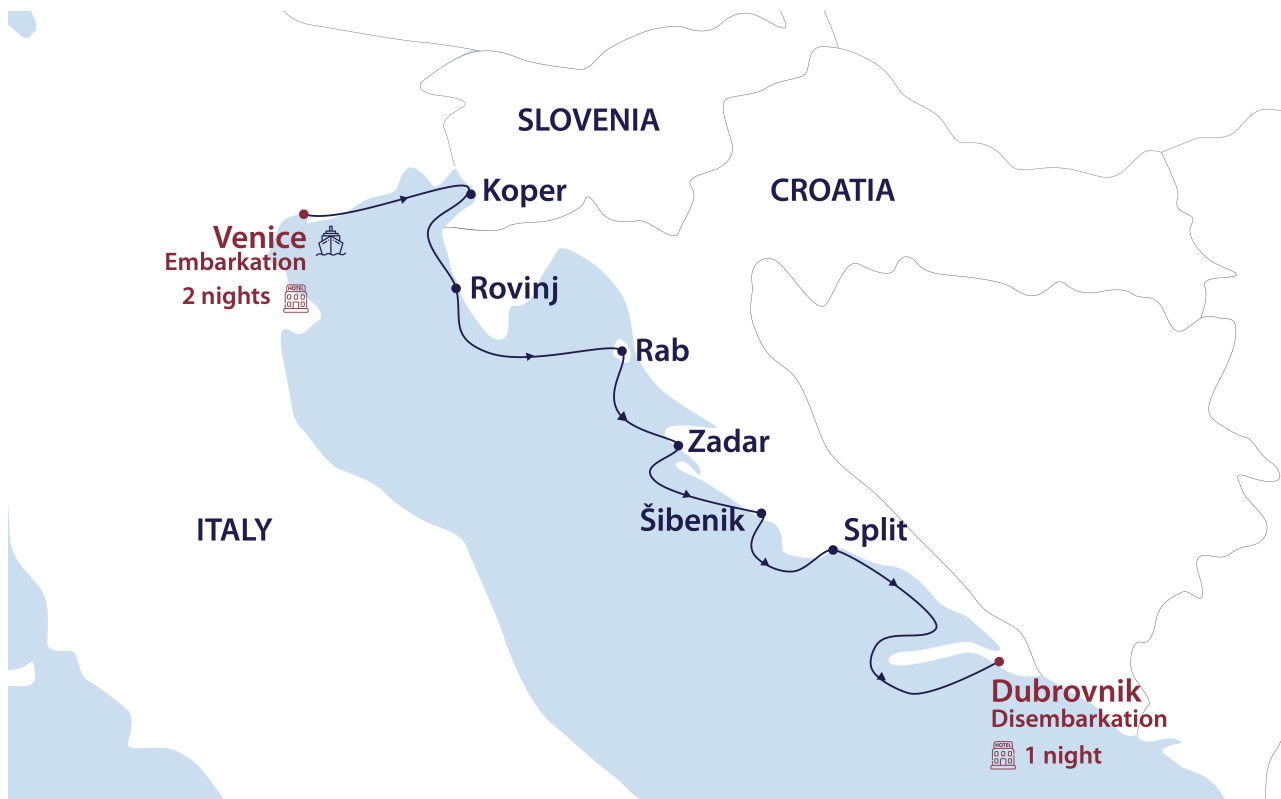 SLOVENIA
CROATIA
Koper
Venice
Embarkation
2 nights
HOTEL
Rovinj
Rab
Zadar
Šibenik
Split
ITALY
Dubrovnik
Disembarkation
HOTEL
1 night